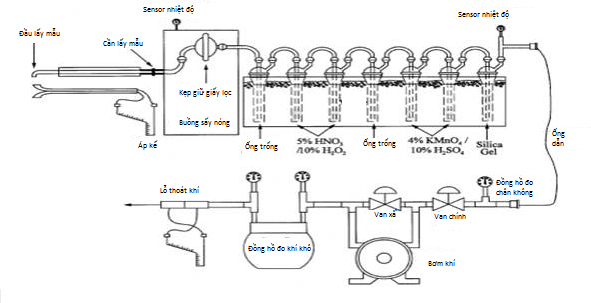 Sensor nhiệt độ
Sensor nhiệt độ
Đầu lấy mẫu
Cần lấy mẫu
Kẹp giữ giấy lọc
Buồng sấy nóng
Áp kế
Ống trống
5% HNO₃
/10% H₂O₂
Ống trống
4% KMnO₄ /
10% H₂SO₄
Silica
Gel
Ống
dẫn
Lỗ thoát khí
Đồng hồ đo
chân không
Van xả
Van chính
Đồng hồ đo khí khô
Bơm khí